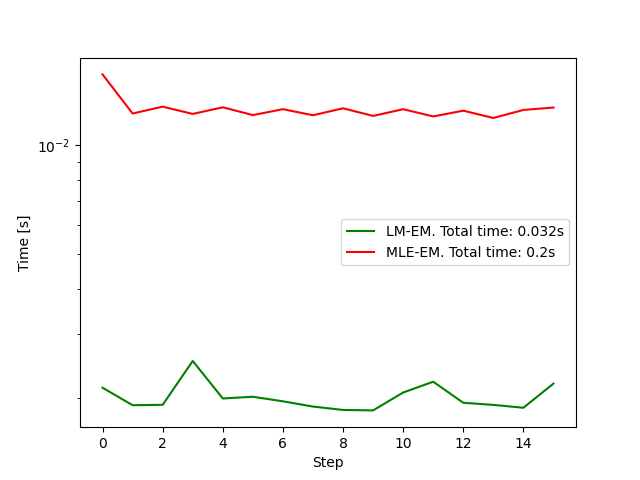 10⁻²
Time [s]
LM-EM. Total time: 0.032s
MLE-EM. Total time: 0.2s
0 2 4 6 8 10 12 14
Step